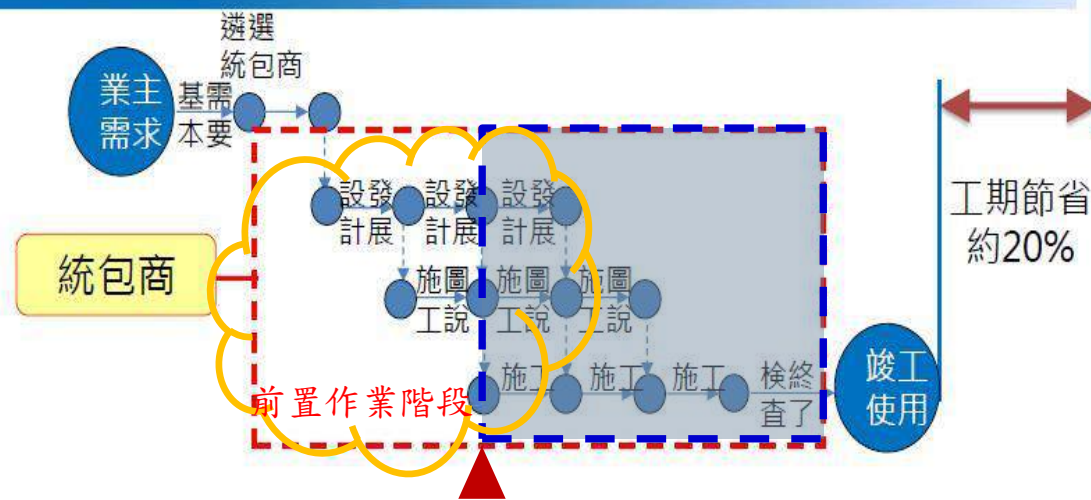 遴選
統包商
業主
需求
基需
本要
設發
計展
設發
計展
設發
計展
工期節省
約20%
統包商
施圖
工說
施圖
工說
施圖
工說
施工
施工
施工
検終
查了
竣工
使用
前置作業階段